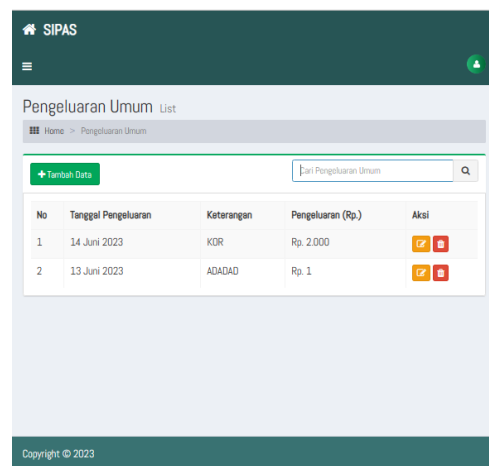 SIPAS
Pengeluaran Umum List
Home > Pengeluaran Umum
Tambah Data
Cari Pengeluaran Umum
No Tanggal Pengeluaran Keterangan Pengeluaran (Rp.) Aksi
1 14 Juni 2023 KOR Rp. 2.000
2 13 Juni 2023 ADADAD Rp. 1
Copyright © 2023